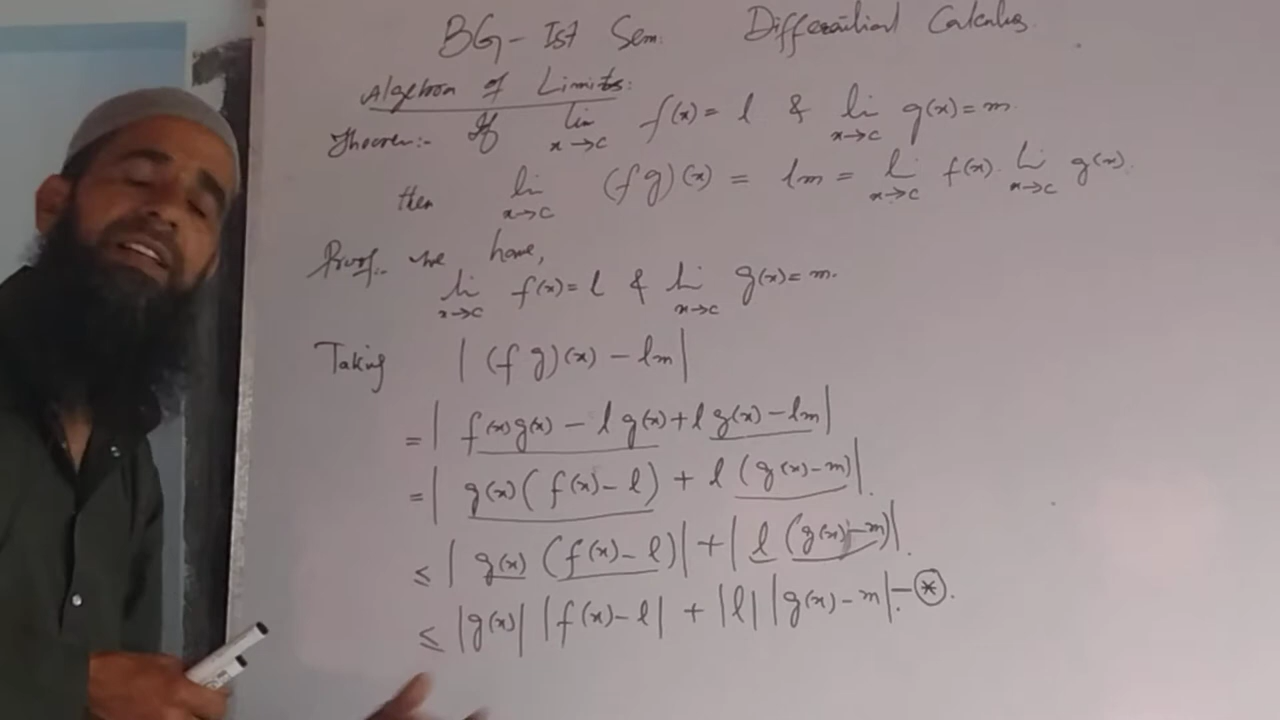 BG - Ist Sem. Differential Calculus
Algebra of Limits:
Theorem:- If lim x→c f(x) = l & lim x→c g(x) = m.
then lim x→c (fg)(x) = lm = lim x→c f(x). lim x→c g(x).
Proof:- we have,
lim x→c f(x) = l & lim x→c g(x) = m.
Taking |(fg)(x) - lm|
= | f(x)g(x) - l g(x) + l g(x) - lm |
= | g(x) (f(x) - l) + l (g(x) - m) |.
≤ | g(x) (f(x) - l) | + | l (g(x) - m) |.
≤ |g(x)| |f(x) - l| + |l| |g(x) - m|. - ⊛.